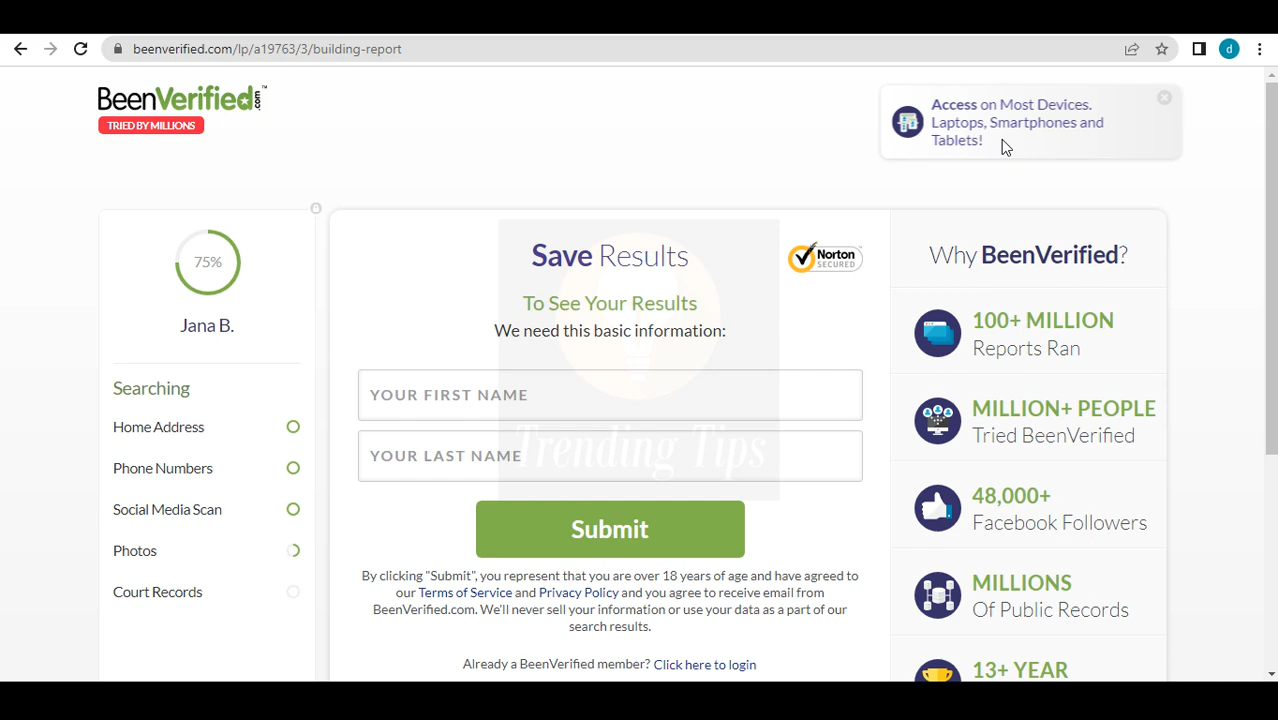 beenverified.com/lp/a19763/3/building-report
d
BeenVerified.com™
TRIED BY MILLIONS
Access on Most Devices.
Laptops, Smartphones and
Tablets!
75%
Jana B.
Searching
Home Address
Phone Numbers
Social Media Scan
Photos
Court Records
Save Results
Norton
SECURED
To See Your Results
We need this basic information:
YOUR FIRST NAME
YOUR LAST NAME
Trending Tips
Submit
By clicking "Submit", you represent that you are over 18 years of age and have agreed to
our Terms of Service and Privacy Policy and you agree to receive email from
BeenVerified.com. We'll never sell your information or use your data as a part of our
search results.
Already a BeenVerified member? Click here to login
Why BeenVerified?
100+ MILLION
Reports Ran
MILLION+ PEOPLE
Tried BeenVerified
48,000+
Facebook Followers
MILLIONS
Of Public Records
13+ YEAR